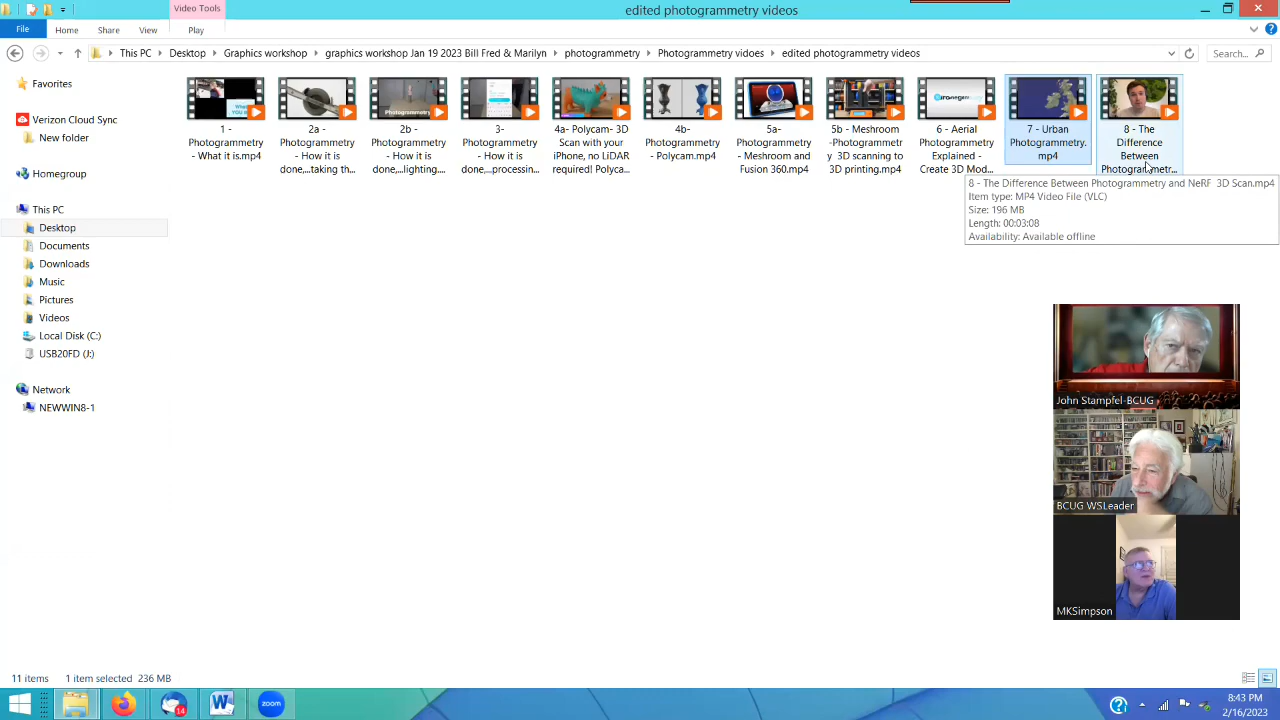 Video Tools
edited photogrammetry videos
File
Home
Share
View
Play
This PC
Desktop
Graphics workshop
graphics workshop Jan 19 2023 Bill Fred & Marilyn
photogrammetry
Photogrammetry vidoes
edited photogrammetry videos
Search...
Favorites
Verizon Cloud Sync
New folder
Homegroup
This PC
Desktop
Documents
Downloads
Music
Pictures
Videos
Local Disk (C:)
USB20FD (J:)
Network
NEWWIN8-1
1 -
Photogrammetry
- What it is.mp4
2a -
Photogrammetry
- How it is
done,...taking th...
Photogrammetry
2b -
Photogrammetry
- How it is
done,...lighting....
3-
Photogrammetry
- How it is
done,...processin...
4a- Polycam- 3D
Scan with your
iPhone, no LiDAR
required! Polyca...
4b-
Photogrammetry
- Polycam.mp4
5a-
Photogrammetry
- Meshroom and
Fusion 360.mp4
5b - Meshroom
-Photogrammetr
y 3D scanning to
3D printing.mp4
6 - Aerial
Photogrammetry
Explained -
Create 3D Mod...
7 - Urban
Photogrammetry.
mp4
8 - The
Difference
Between
Photogrammetr...
8 - The Difference Between Photogrammetry and NeRF 3D Scan.mp4
Item type: MP4 Video File (VLC)
Size: 196 MB
Length: 00:03:08
Availability: Available offline
John Stampfel-BCUG
BCUG WSLeader
MKSimpson
11 items
1 item selected 236 MB
14
W
zoom
8:43 PM
2/16/2023